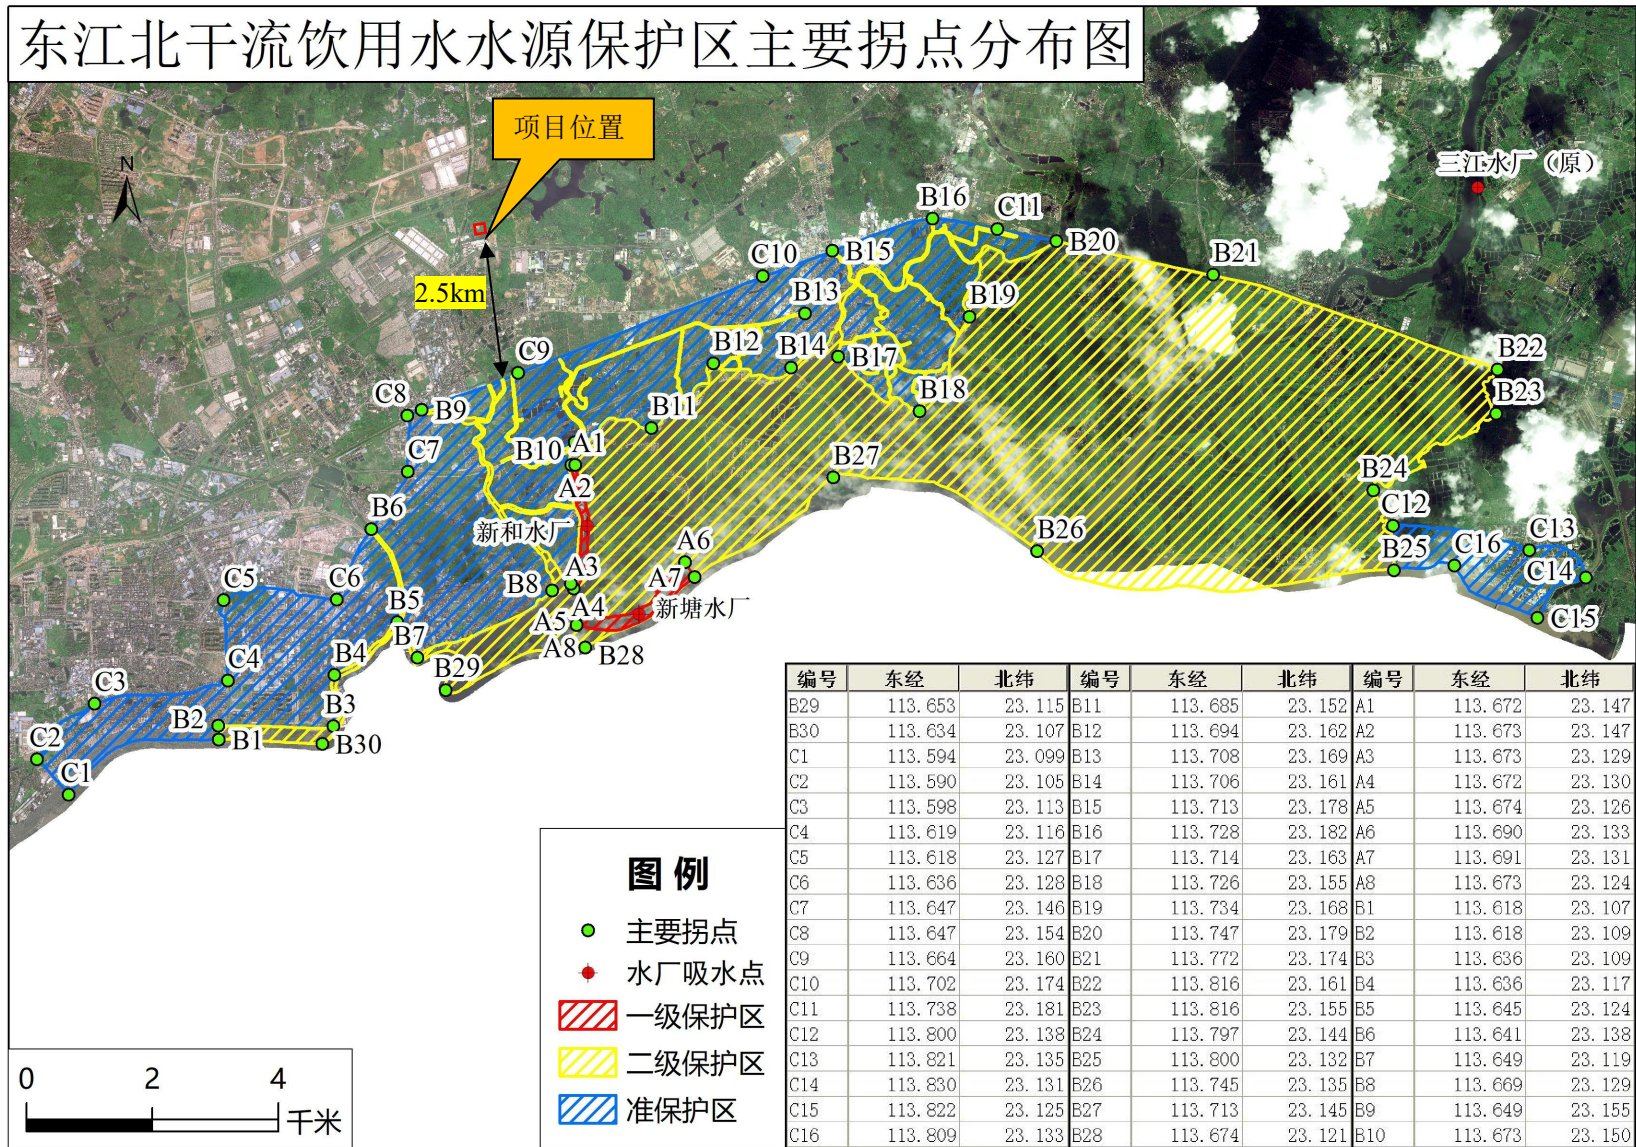 东江北干流饮用水水源保护区主要拐点分布图
项目位置
N
三江水厂（原）
2.5km
B16
C11
B20
B15
C10
B21
B13
B19
B12
B14
B17
C9
B22
B23
C8
B9
B11
B18
A1
B10
C7
A2
B27
B24
C12
B6
新和水厂
A6
B26
C13
B25
C16
C14
C5
C6
B8
A3
A7
A4
新塘水厂
B5
A5
C15
B7
A8
B28
C4
B4
B29
C3
B2
B3
B1
B30
C2
C1
编号 东经 北纬 编号 东经 北纬 编号 东经 北纬
B29 113.653 23.115 B11 113.685 23.152 A1 113.672 23.147
B30 113.634 23.107 B12 113.694 23.162 A2 113.673 23.147
C1 113.594 23.099 B13 113.708 23.169 A3 113.673 23.129
C2 113.590 23.105 B14 113.706 23.161 A4 113.672 23.130
C3 113.598 23.113 B15 113.713 23.178 A5 113.674 23.126
C4 113.619 23.116 B16 113.728 23.182 A6 113.690 23.133
C5 113.618 23.127 B17 113.714 23.163 A7 113.691 23.131
C6 113.636 23.128 B18 113.726 23.155 A8 113.673 23.124
C7 113.647 23.146 B19 113.734 23.168 B1 113.618 23.107
C8 113.647 23.154 B20 113.747 23.179 B2 113.618 23.109
C9 113.664 23.160 B21 113.772 23.174 B3 113.636 23.109
C10 113.702 23.174 B22 113.816 23.161 B4 113.636 23.117
C11 113.738 23.181 B23 113.816 23.155 B5 113.645 23.124
C12 113.800 23.138 B24 113.797 23.144 B6 113.641 23.138
C13 113.821 23.135 B25 113.800 23.132 B7 113.649 23.119
C14 113.830 23.131 B26 113.745 23.135 B8 113.669 23.129
C15 113.822 23.125 B27 113.713 23.145 B9 113.649 23.155
C16 113.809 23.133 B28 113.674 23.121 B10 113.673 23.150
图 例
主要拐点
水厂吸水点
一级保护区
二级保护区
准保护区
0 2 4
千米